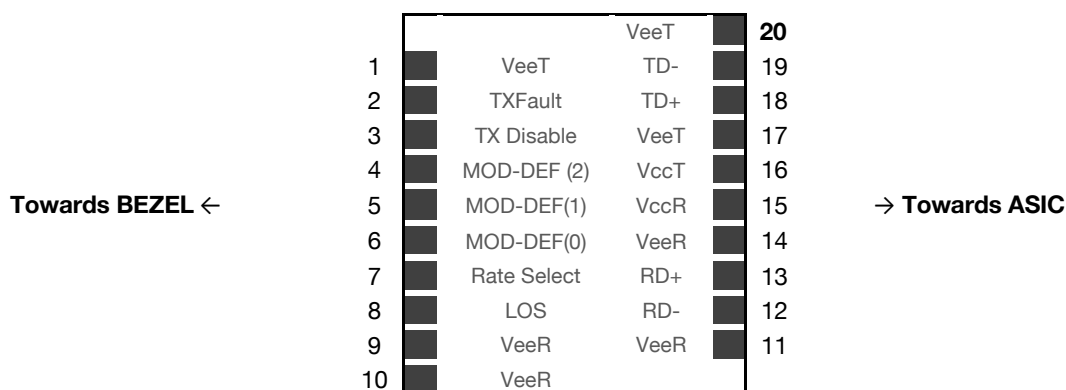 VeeT 20
1 VeeT TD- 19
2 TXFault TD+ 18
3 TX Disable VeeT 17
4 MOD-DEF (2) VccT 16
Towards BEZEL ← 5 MOD-DEF(1) VccR 15 → Towards ASIC
6 MOD-DEF(0) VeeR 14
7 Rate Select RD+ 13
8 LOS RD- 12
9 VeeR VeeR 11
10 VeeR